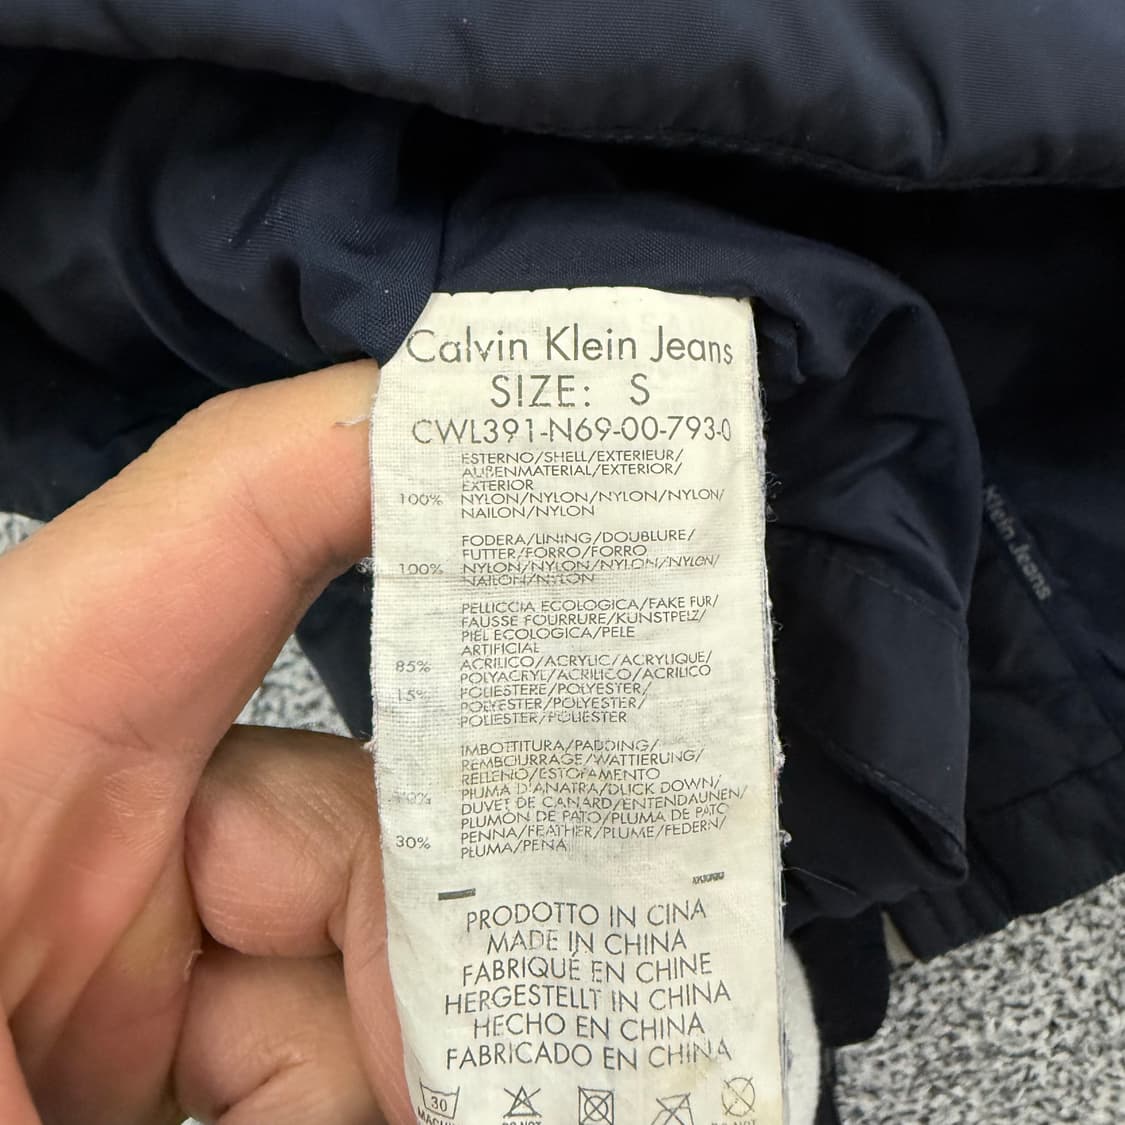 Calvin Klein Jeans
SIZE: S
CWL391-N69-00-793-0
ESTERNO/SHELL/EXTERIEUR/
AUßENMATERIAL/EXTERIOR/
EXTERIOR
100% NYLON/NYLON/NYLON/NYLON/
NAILON/NYLON
FODERA/LINING/DOUBLURE/
FUTTER/FORRO/FORRO
100% NYLON/NYLON/NYLON/NYLON/
NAILON/NYLON
PELLICCIA ECOLOGICA/FAKE FUR/
FAUSSE FOURRURE/KUNSTPELZ/
PIEL ECOLOGICA/PELE
ARTIFICIAL
85% ACRILICO/ACRYLIC/ACRYLIQUE/
POLYACRYL/ACRILICO/ACRILICO
15% POLIESTERE/POLYESTER/
POLYESTER/POLYESTER/
POLIESTER/POLIESTER
IMBOTTITURA/PADDING/
REMBOURRAGE/WATTIERUNG/
RELLENO/ESTOFAMENTO
PIUMA D'ANATRA/DUCK DOWN/
DUVET DE CANARD/ENTENDAUNEN/
PLUMÓN DE PATO/PLUMA DE PATO
30% PENNA/FEATHER/PLUME/FEDERN/
PLUMA/PENA
PRODOTTO IN CINA
MADE IN CHINA
FABRIQUÉ EN CHINE
HERGESTELLT IN CHINA
HECHO EN CHINA
FABRICADO EN CHINA
30
Klein Jeans